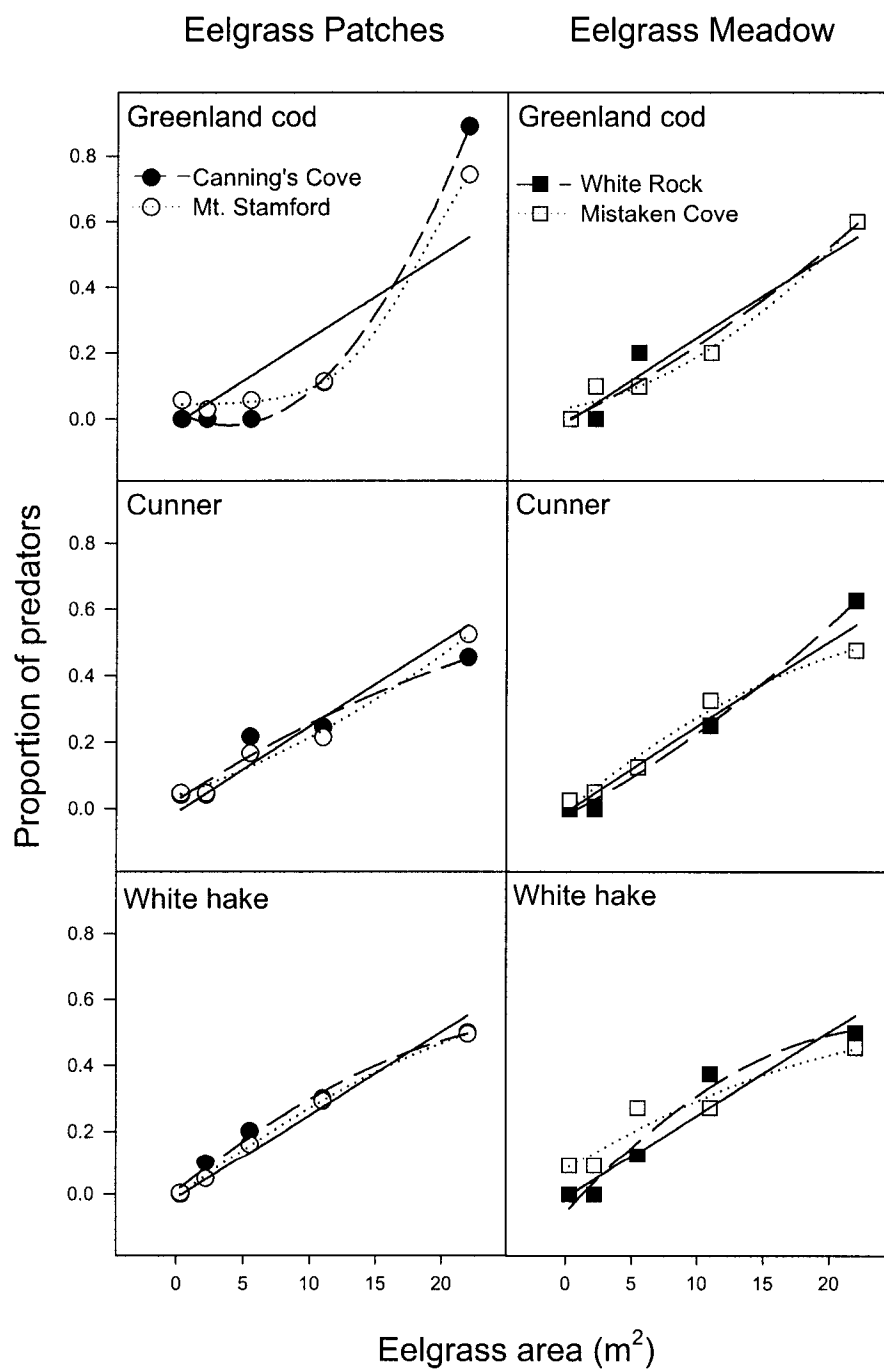 Eelgrass Patches Eelgrass Meadow
Greenland cod Greenland cod
Canning's Cove White Rock
Mt. Stamford Mistaken Cove
0.8
0.6
0.4
0.2
0.0
Cunner Cunner
0.8
0.6
0.4
0.2
0.0
White hake White hake
0.8
0.6
0.4
0.2
0.0
Proportion of predators
0 5 10 15 20 0 5 10 15 20
Eelgrass area (m²)